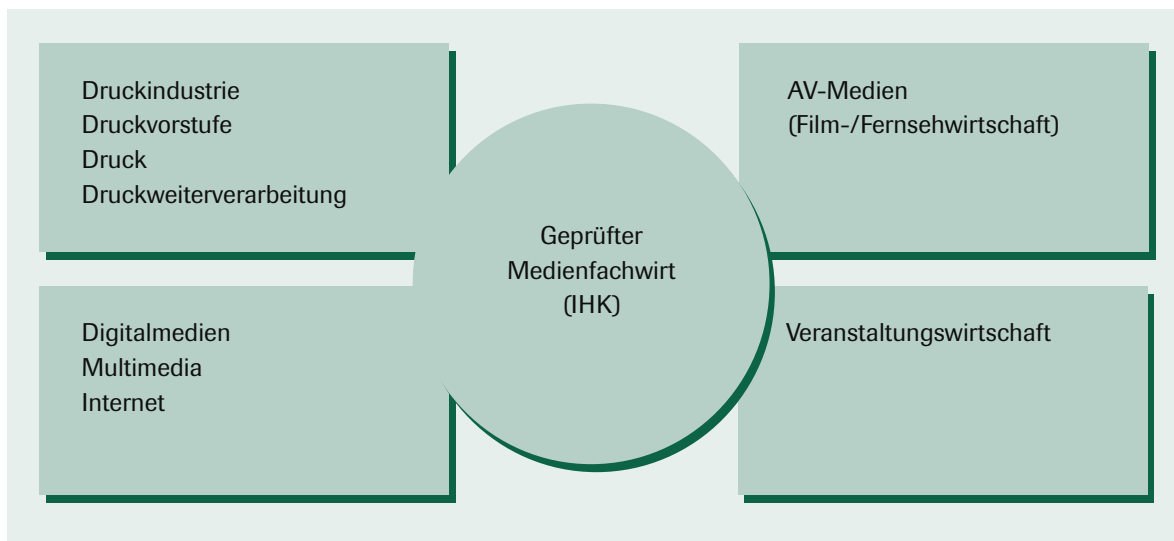 Druckindustrie
Druckvorstufe
Druck
Druckweiterverarbeitung
AV-Medien
(Film-/Fernsehwirtschaft)
Geprüfter
Medienfachwirt
(IHK)
Digitalmedien
Multimedia
Internet
Veranstaltungswirtschaft